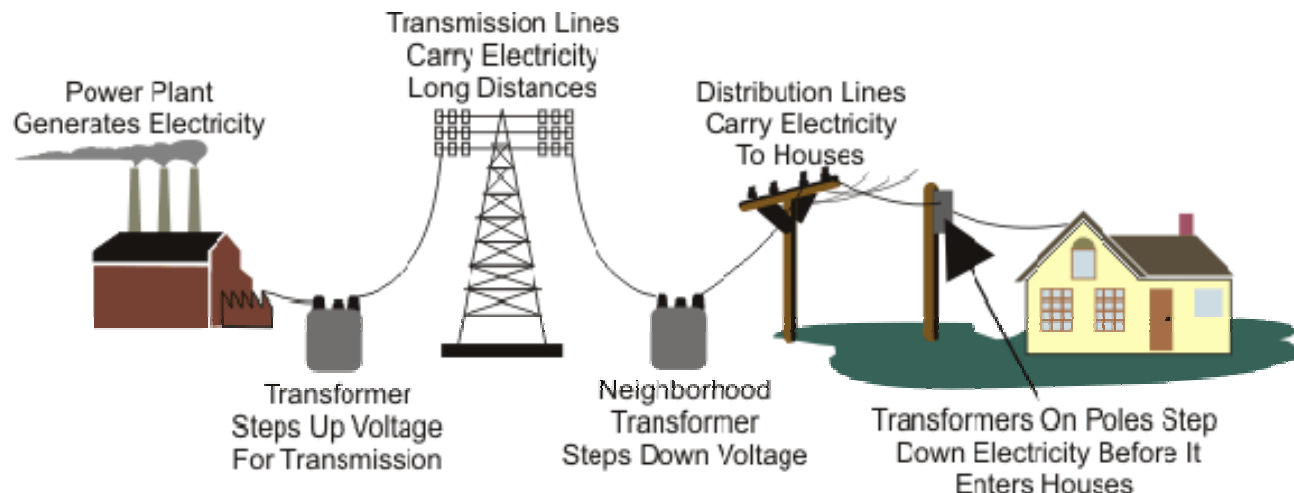 Power Plant
Generates Electricity
Transmission Lines
Carry Electricity
Long Distances
Distribution Lines
Carry Electricity
To Houses
Transformer
Steps Up Voltage
For Transmission
Neighborhood
Transformer
Steps Down Voltage
Transformers On Poles Step
Down Electricity Before It
Enters Houses